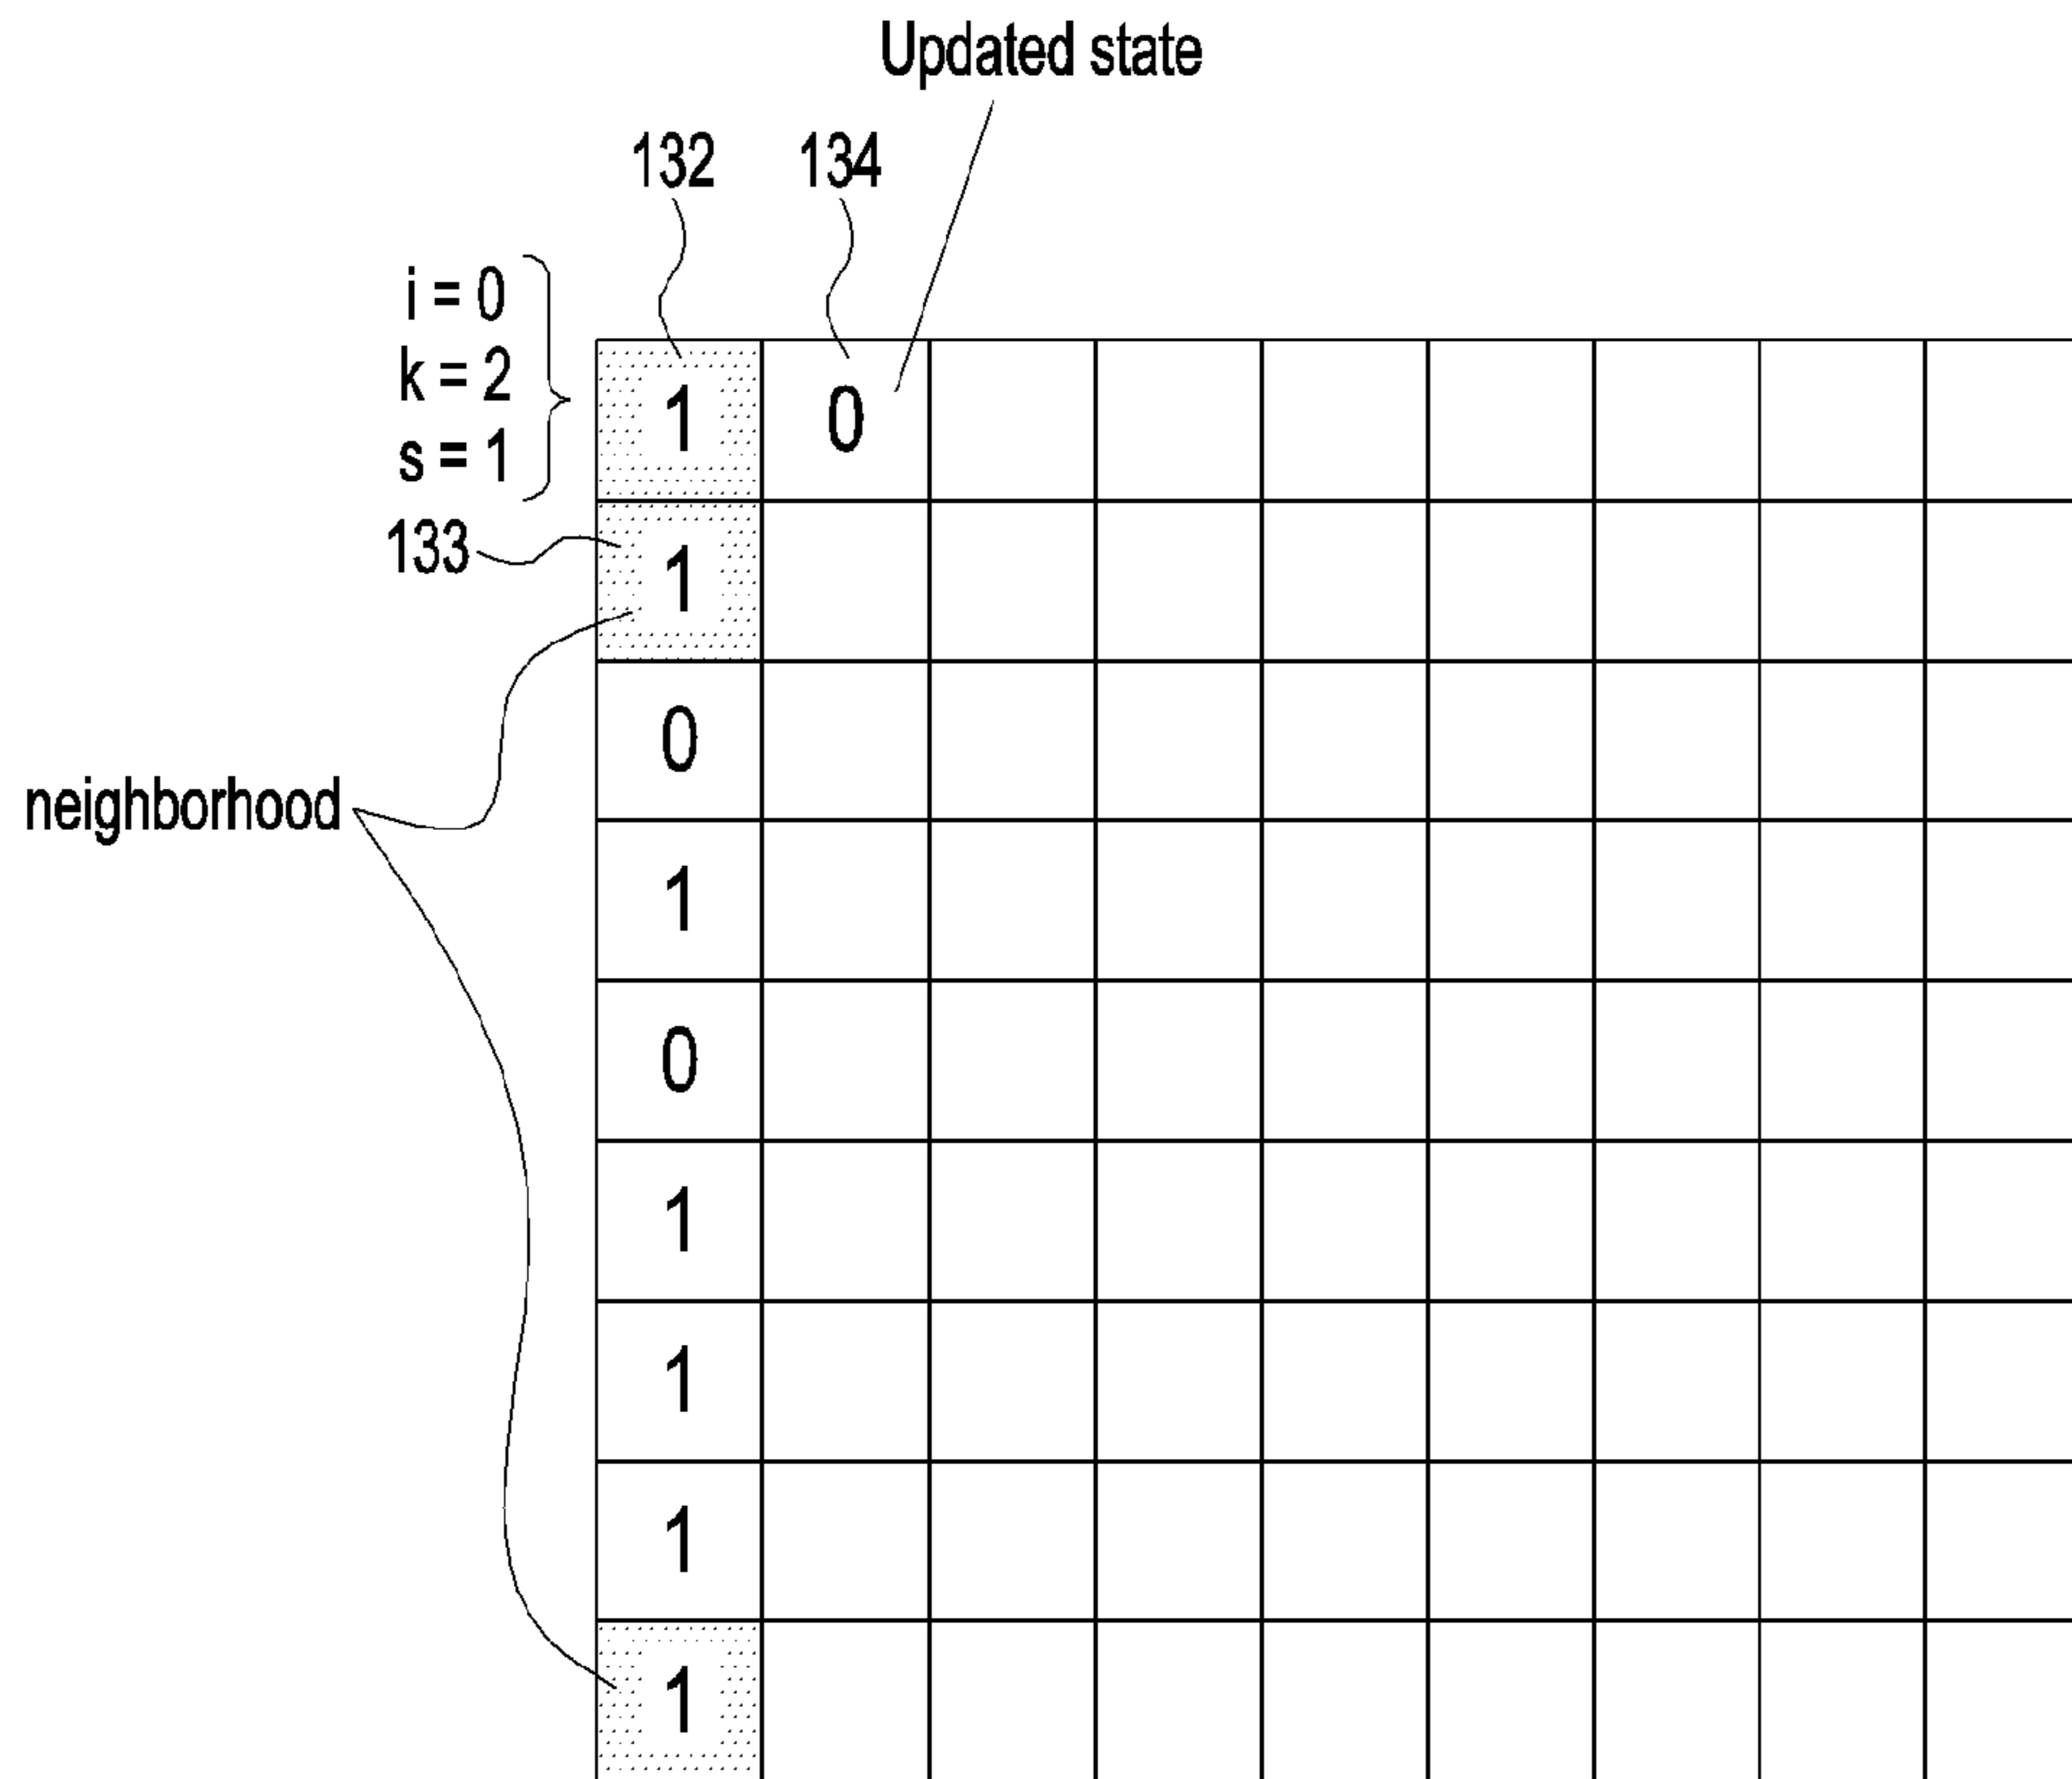 Updated state
132 134
i = 0
k = 2
s = 1
1 0
133
1
0
neighborhood
1
0
1
1
1
1